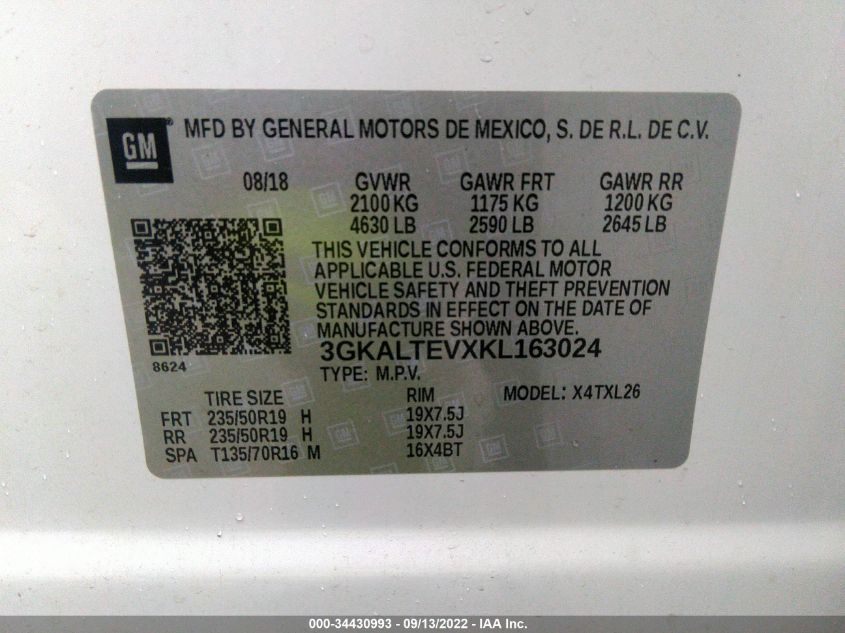 GM® MFD BY GENERAL MOTORS DE MEXICO, S. DE R.L. DE C.V.
08/18 GVWR GAWR FRT GAWR RR
2100 KG 1175 KG 1200 KG
4630 LB 2590 LB 2645 LB
THIS VEHICLE CONFORMS TO ALL
APPLICABLE U.S. FEDERAL MOTOR
VEHICLE SAFETY AND THEFT PREVENTION
STANDARDS IN EFFECT ON THE DATE OF
MANUFACTURE SHOWN ABOVE.
3GKALTEVXKL163024
8624
TYPE: M.P.V.
TIRE SIZE RIM MODEL: X4TXL26
FRT 235/50R19 H 19X7.5J
RR 235/50R19 H 19X7.5J
SPA T135/70R16 M 16X4BT
000-34430993 - 09/13/2022 - IAA Inc.